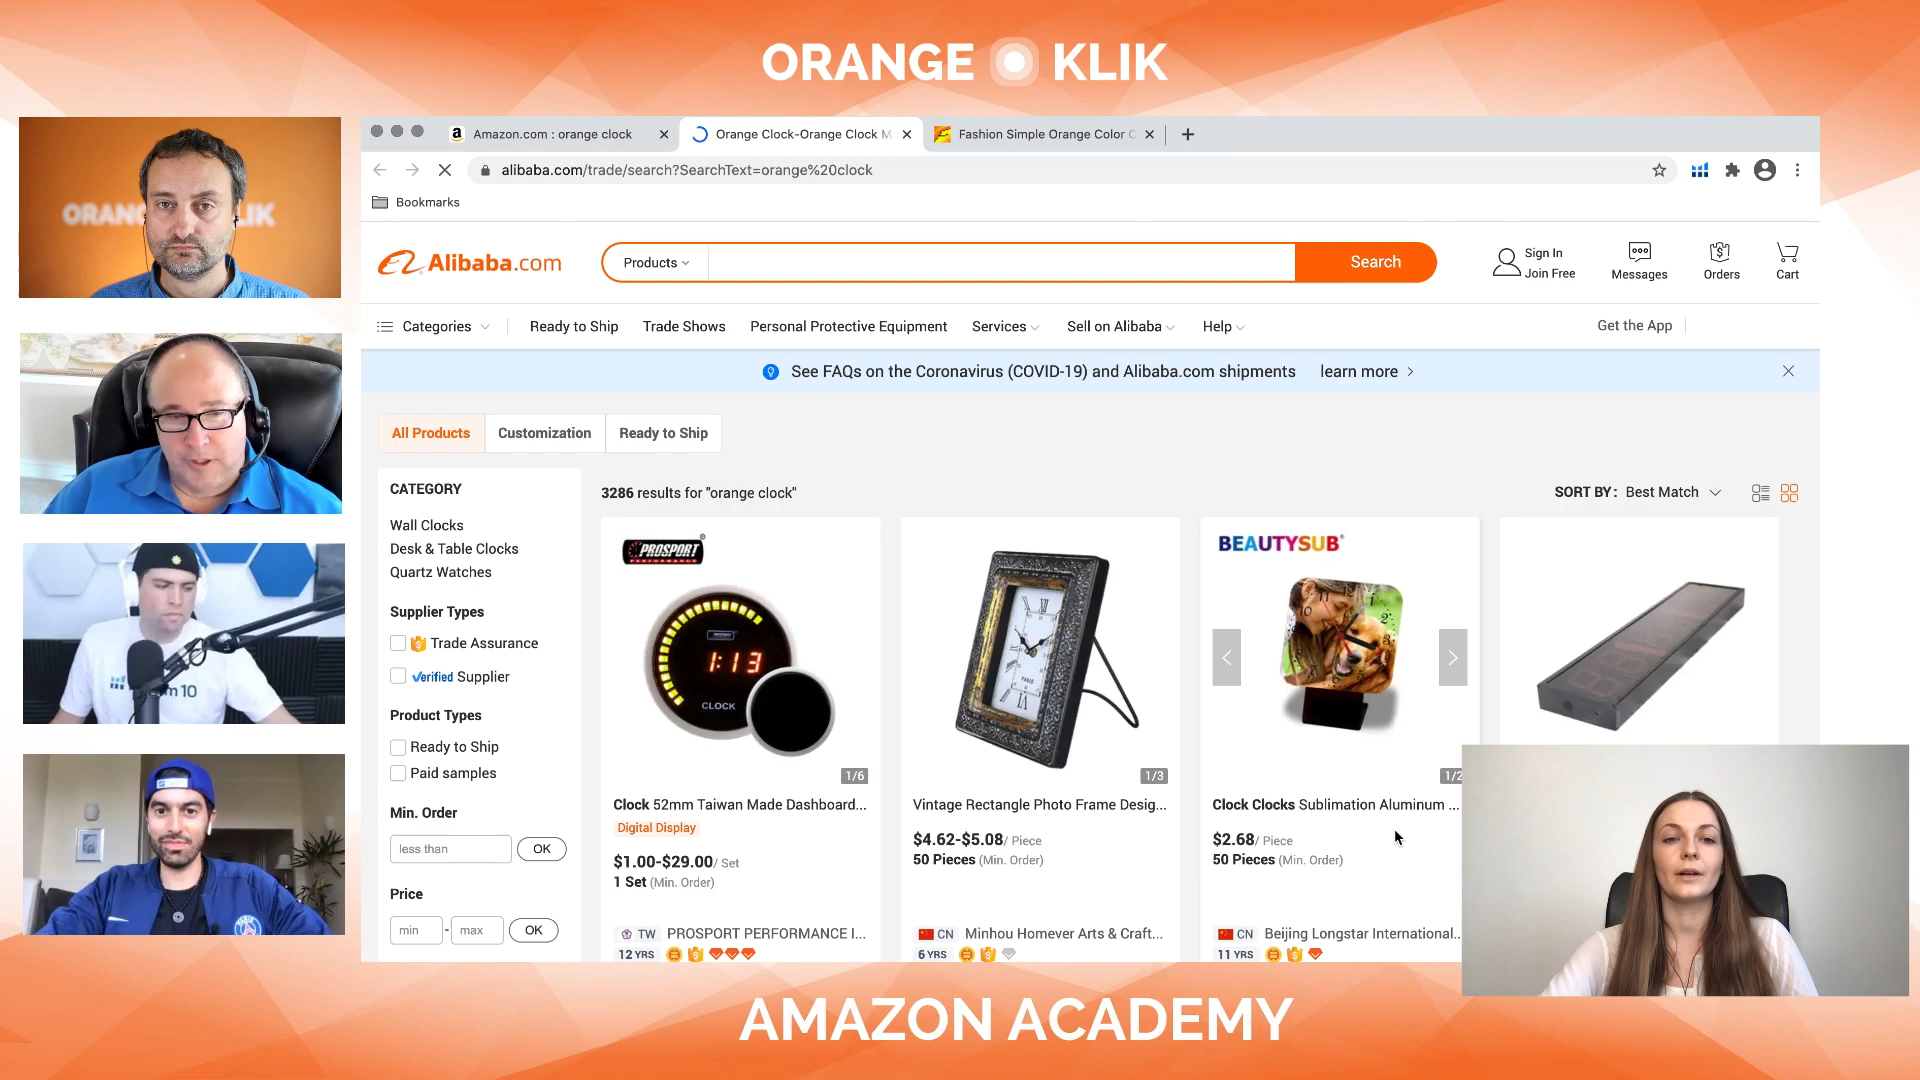 ORANGE KLIK
ORANGE KLIK
Amazon.com : orange clock
Orange Clock-Orange Clock M
Fashion Simple Orange Color C
alibaba.com/trade/search?SearchText=orange%20clock
Bookmarks
Alibaba.com
Products
Search
Sign In
Join Free
Messages
Orders
Cart
Categories
Ready to Ship
Trade Shows
Personal Protective Equipment
Services
Sell on Alibaba
Help
Get the App
See FAQs on the Coronavirus (COVID-19) and Alibaba.com shipments learn more
All Products
Customization
Ready to Ship
CATEGORY
Wall Clocks
Desk & Table Clocks
Quartz Watches
Supplier Types
Trade Assurance
Verified Supplier
Product Types
Ready to Ship
Paid samples
Min. Order
less than
OK
Price
min - max
OK
3286 results for "orange clock"
SORT BY: Best Match
PROSPORT
PERFORMANCE
1:13
CLOCK
1/6
Clock 52mm Taiwan Made Dashboard...
Digital Display
$1.00-$29.00/ Set
1 Set (Min. Order)
TW PROSPORT PERFORMANCE I...
12 YRS
PARIS
1/3
Vintage Rectangle Photo Frame Desig...
$4.62-$5.08/ Piece
50 Pieces (Min. Order)
CN Minhou Homever Arts & Craft...
6 YRS
BEAUTYSUB®
1/2
Clock Clocks Sublimation Aluminum ...
$2.68/ Piece
50 Pieces (Min. Order)
CN Beijing Longstar International...
11 YRS
AMAZON ACADEMY